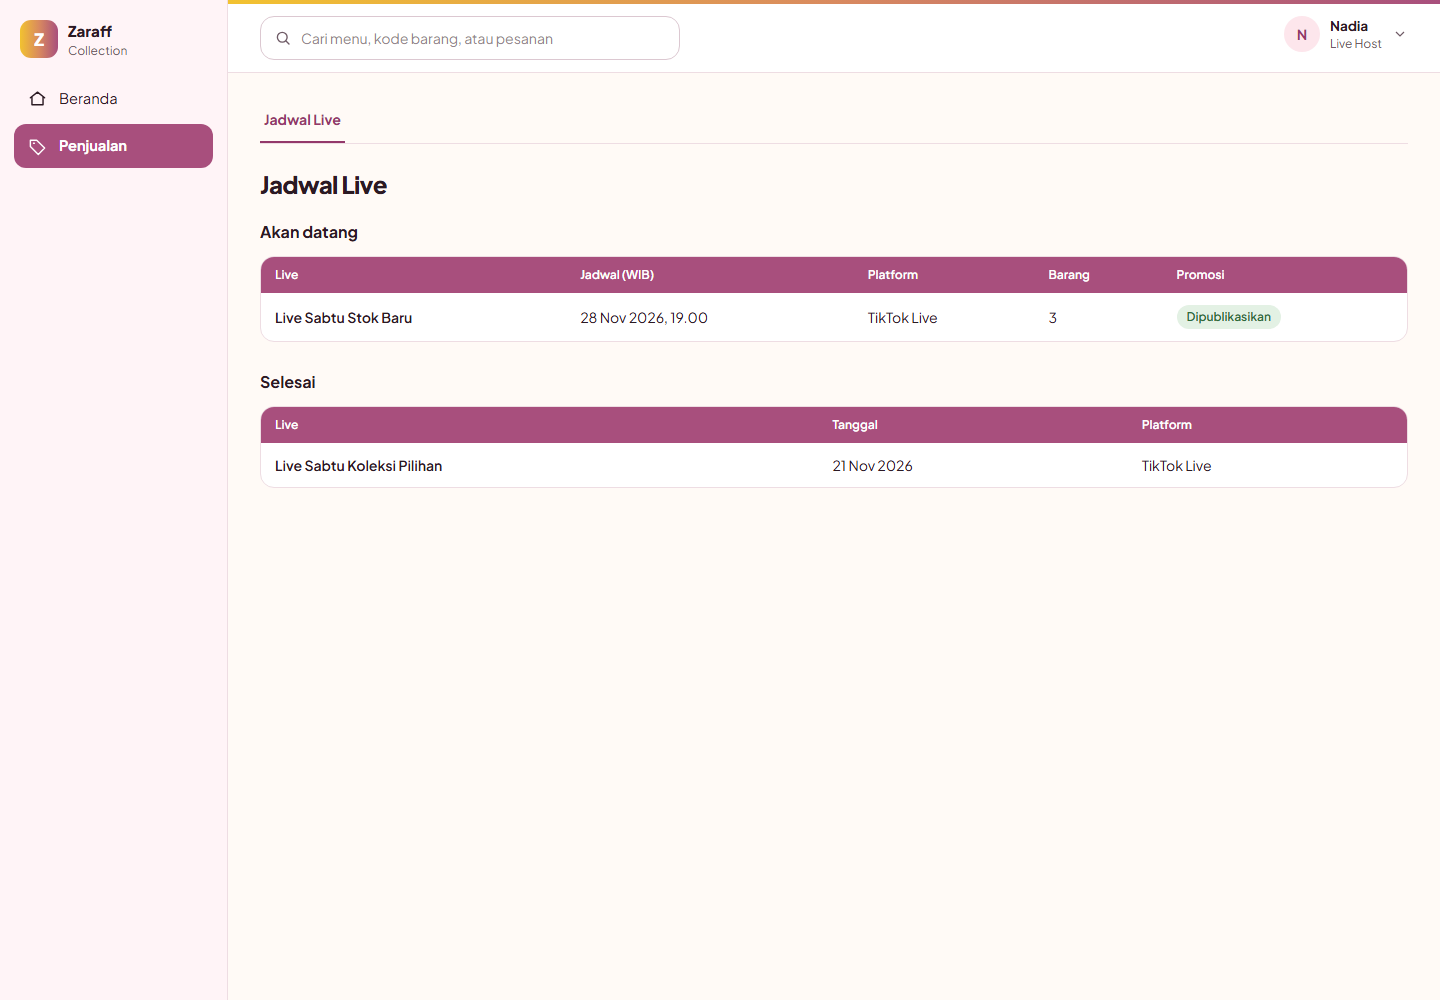 Z
Zaraff
Collection
Beranda
Penjualan
Cari menu, kode barang, atau pesanan
N
Nadia
Live Host
Jadwal Live
Jadwal Live
Akan datang
Live Jadwal (WIB) Platform Barang Promosi
Live Sabtu Stok Baru 28 Nov 2026, 19.00 TikTok Live 3 Dipublikasikan
Selesai
Live Tanggal Platform
Live Sabtu Koleksi Pilihan 21 Nov 2026 TikTok Live